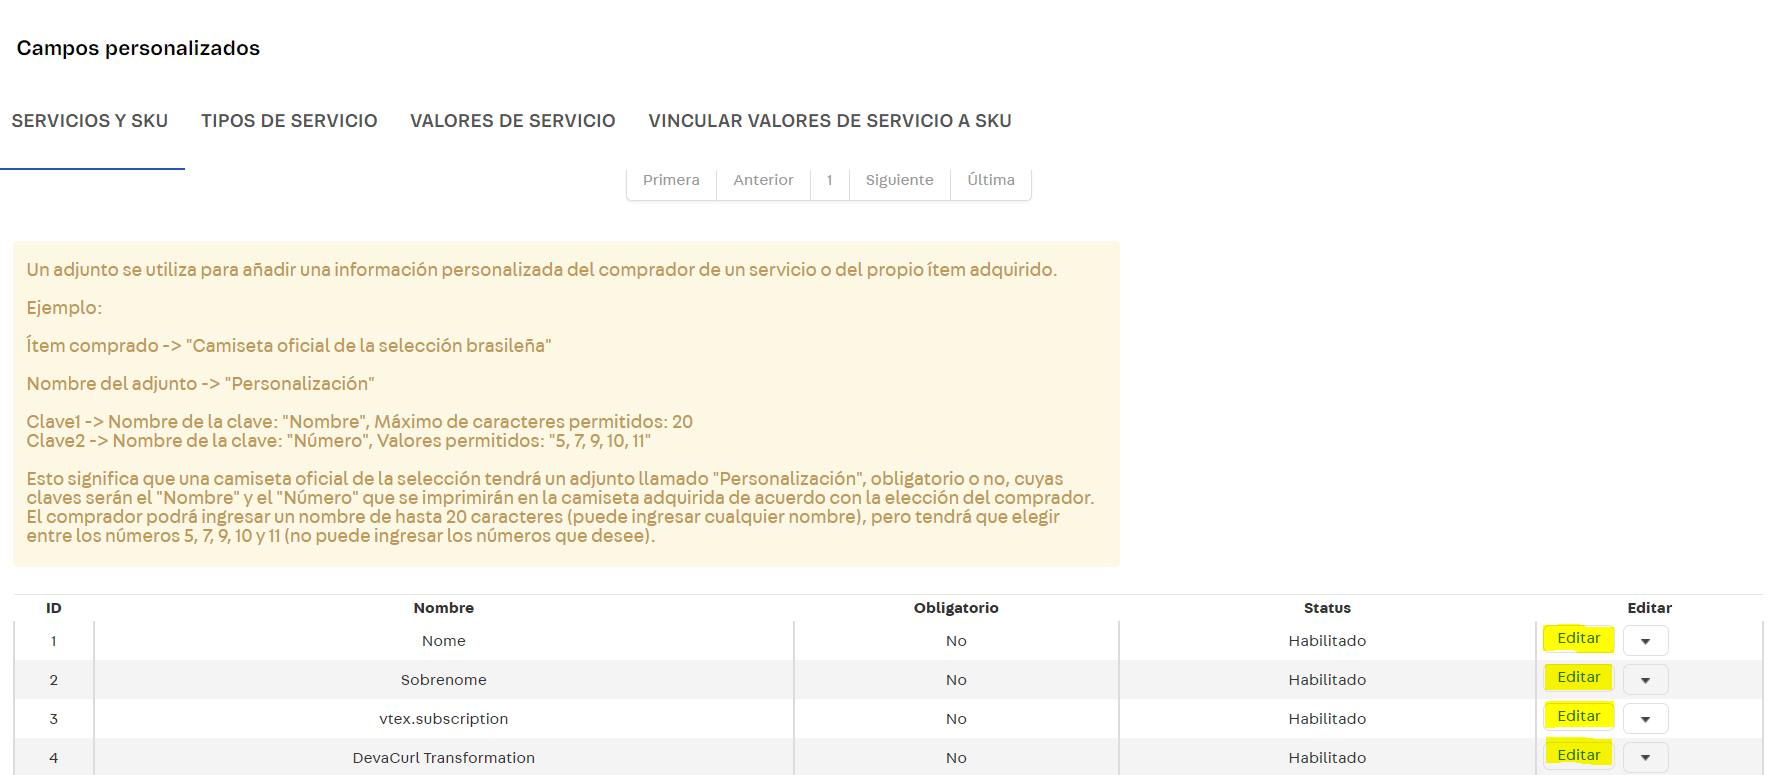 Campos personalizados
SERVICIOS Y SKU TIPOS DE SERVICIO VALORES DE SERVICIO VINCULAR VALORES DE SERVICIO A SKU
Primera Anterior 1 Siguiente Última
Un adjunto se utiliza para añadir una información personalizada del comprador de un servicio o del propio ítem adquirido.
Ejemplo:
Ítem comprado -> "Camiseta oficial de la selección brasileña"
Nombre del adjunto -> "Personalización"
Clave1 -> Nombre de la clave: "Nombre", Máximo de caracteres permitidos: 20
Clave2 -> Nombre de la clave: "Número", Valores permitidos: "5, 7, 9, 10, 11"
Esto significa que una camiseta oficial de la selección tendrá un adjunto llamado "Personalización", obligatorio o no, cuyas
claves serán el "Nombre" y el "Número" que se imprimirán en la camiseta adquirida de acuerdo con la elección del comprador.
El comprador podrá ingresar un nombre de hasta 20 caracteres (puede ingresar cualquier nombre), pero tendrá que elegir
entre los números 5, 7, 9, 10 y 11 (no puede ingresar los números que desee).
ID Nombre Obligatorio Status Editar
1 Nome No Habilitado Editar
2 Sobrenome No Habilitado Editar
3 vtex.subscription No Habilitado Editar
4 DevaCurl Transformation No Habilitado Editar